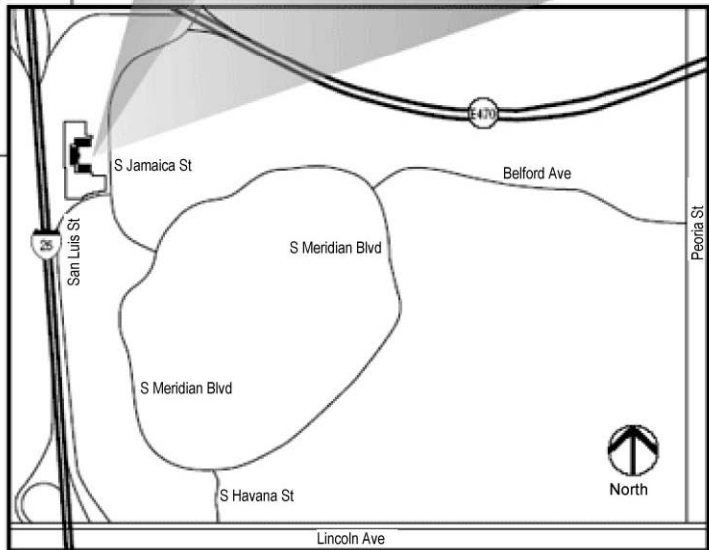 E470
S Jamaica St
Belford Ave
Peoria St
25
San Luis St
S Meridian Blvd
S Meridian Blvd
S Havana St
North
Lincoln Ave